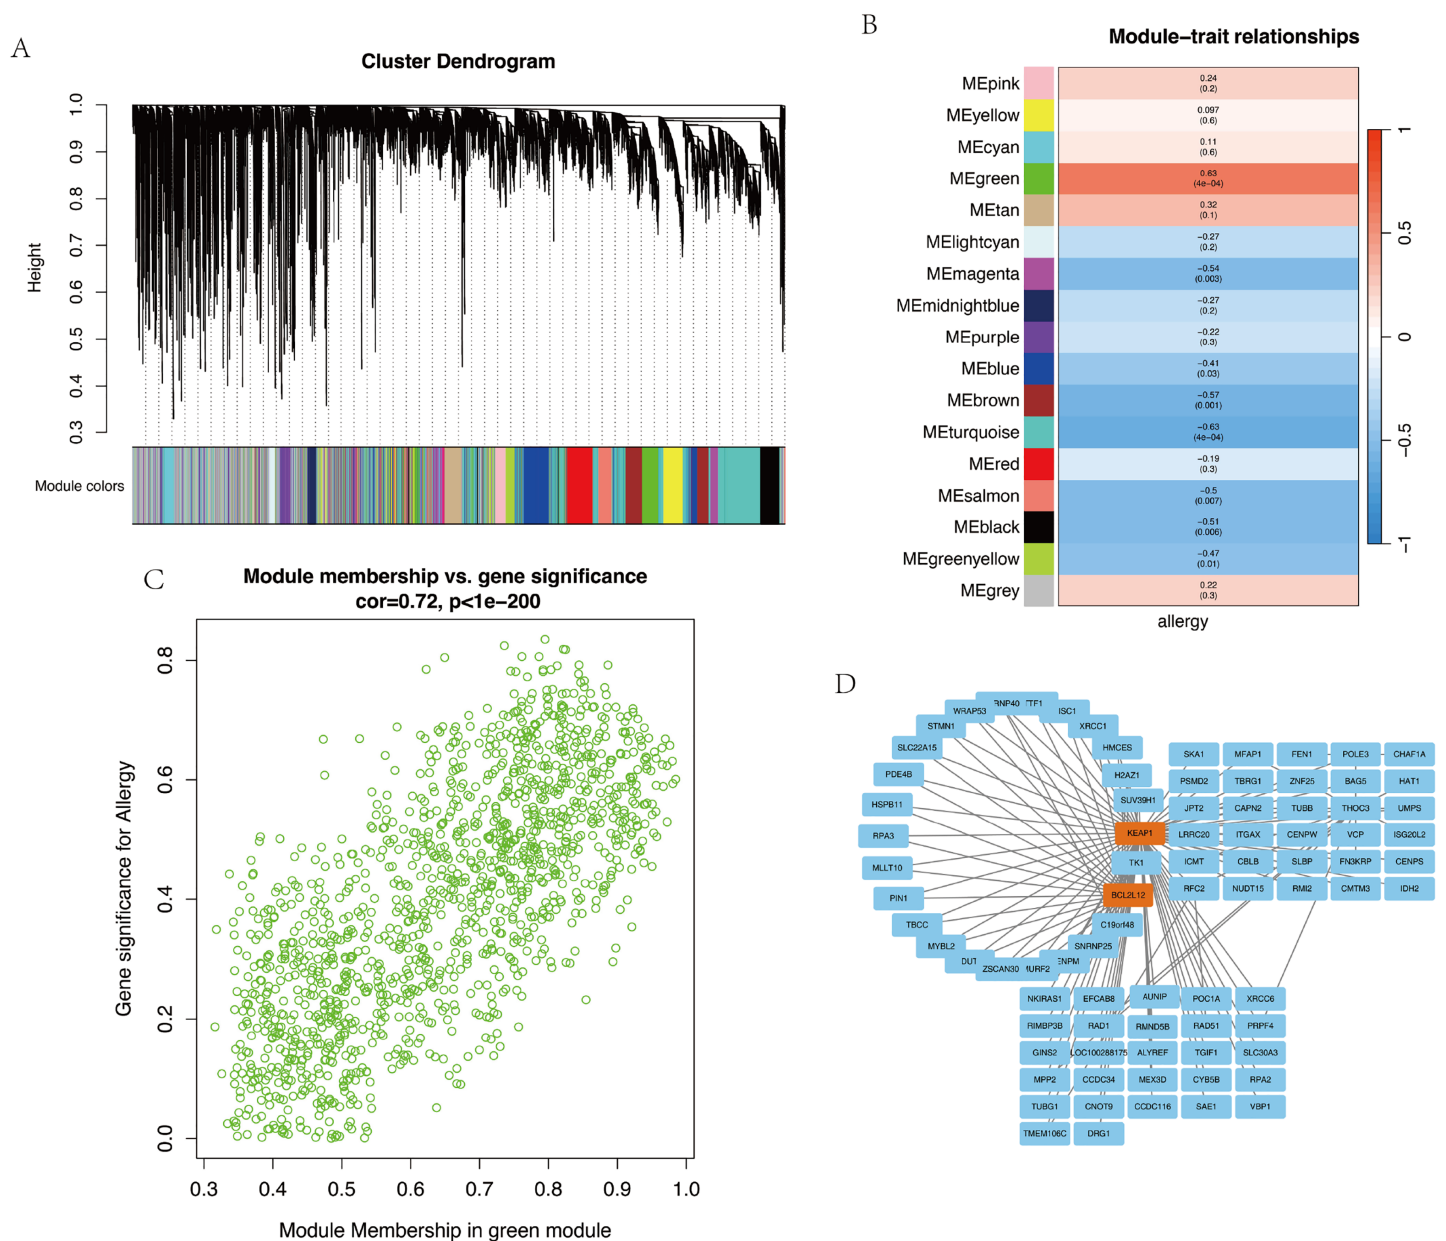 A
Cluster Dendrogram
Height
1.0
0.9
0.8
0.7
0.6
0.5
0.4
0.3
Module colors
B
Module−trait relationships
MEpink
0.24
(0.2)
MEyellow
0.097
(0.6)
MEcyan
0.11
(0.6)
MEgreen
0.63
(4e−04)
MEtan
0.32
(0.1)
MElightcyan
−0.27
(0.2)
MEmagenta
−0.54
(0.003)
MEmidnightblue
−0.27
(0.2)
MEpurple
−0.22
(0.3)
MEblue
−0.41
(0.03)
MEbrown
−0.57
(0.001)
MEturquoise
−0.63
(4e−04)
MEred
−0.19
(0.3)
MEsalmon
−0.5
(0.007)
MEblack
−0.51
(0.006)
MEgreenyellow
−0.47
(0.01)
MEgrey
0.22
(0.3)
allergy
1
0.5
0
−0.5
−1
C
Module membership vs. gene significance
cor=0.72, p<1e−200
Gene significance for Allergy
0.8
0.6
0.4
0.2
0.0
0.3 0.4 0.5 0.6 0.7 0.8 0.9 1.0
Module Membership in green module
D
RNP40
TF1
ISC1
WRAP53
XRCC1
STMN1
HMCES
SLC22A15
H2AZ1
PDE4B
SUV39H1
HSPB11
KEAP1
RPA3
TK1
MLLT10
BCL2L12
PIN1
C19orf48
TBCC
SNRNP25
MYBL2
ENPM
DUT
ZSCAN30
MURF2
SKA1 MFAP1 FEN1 POLE3 CHAF1A
PSMD2 TBRG1 ZNF25 BAG5 HAT1
JPT2 CAPN2 TUBB THOC3 UMPS
LRRC20 ITGAX CENPW VCP ISG20L2
ICMT CBLB SLBP FN3KRP CENPS
RFC2 NUDT15 RMI2 CMTM3 IDH2
NKIRAS1 EFCAB8 AUNIP POC1A XRCC6
RIMBP3B RAD1 RMND5B RAD51 PRPF4
GINS2 LOC100288175 ALYREF TGIF1 SLC30A3
MPP2 CCDC34 MEX3D CYB5B RPA2
TUBG1 CNOT9 CCDC116 SAE1 VBP1
TMEM106C DRG1